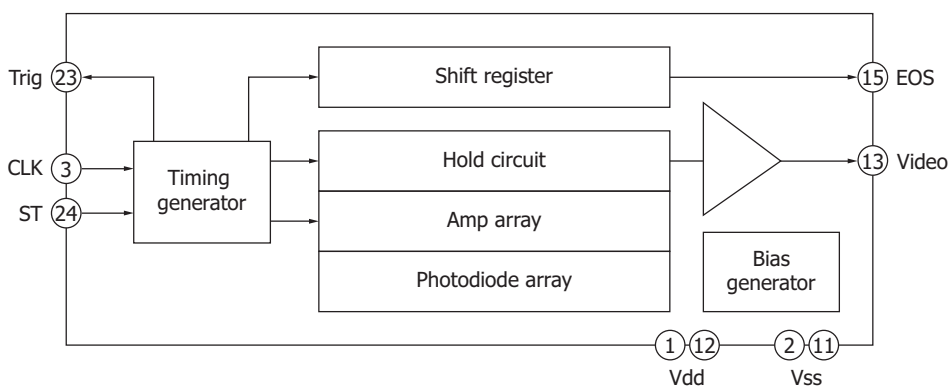 Trig
23
Shift register
15
EOS
CLK
3
Timing
generator
Hold circuit
13
Video
ST
24
Amp array
Photodiode array
Bias
generator
1
12
2
11
Vdd
Vss